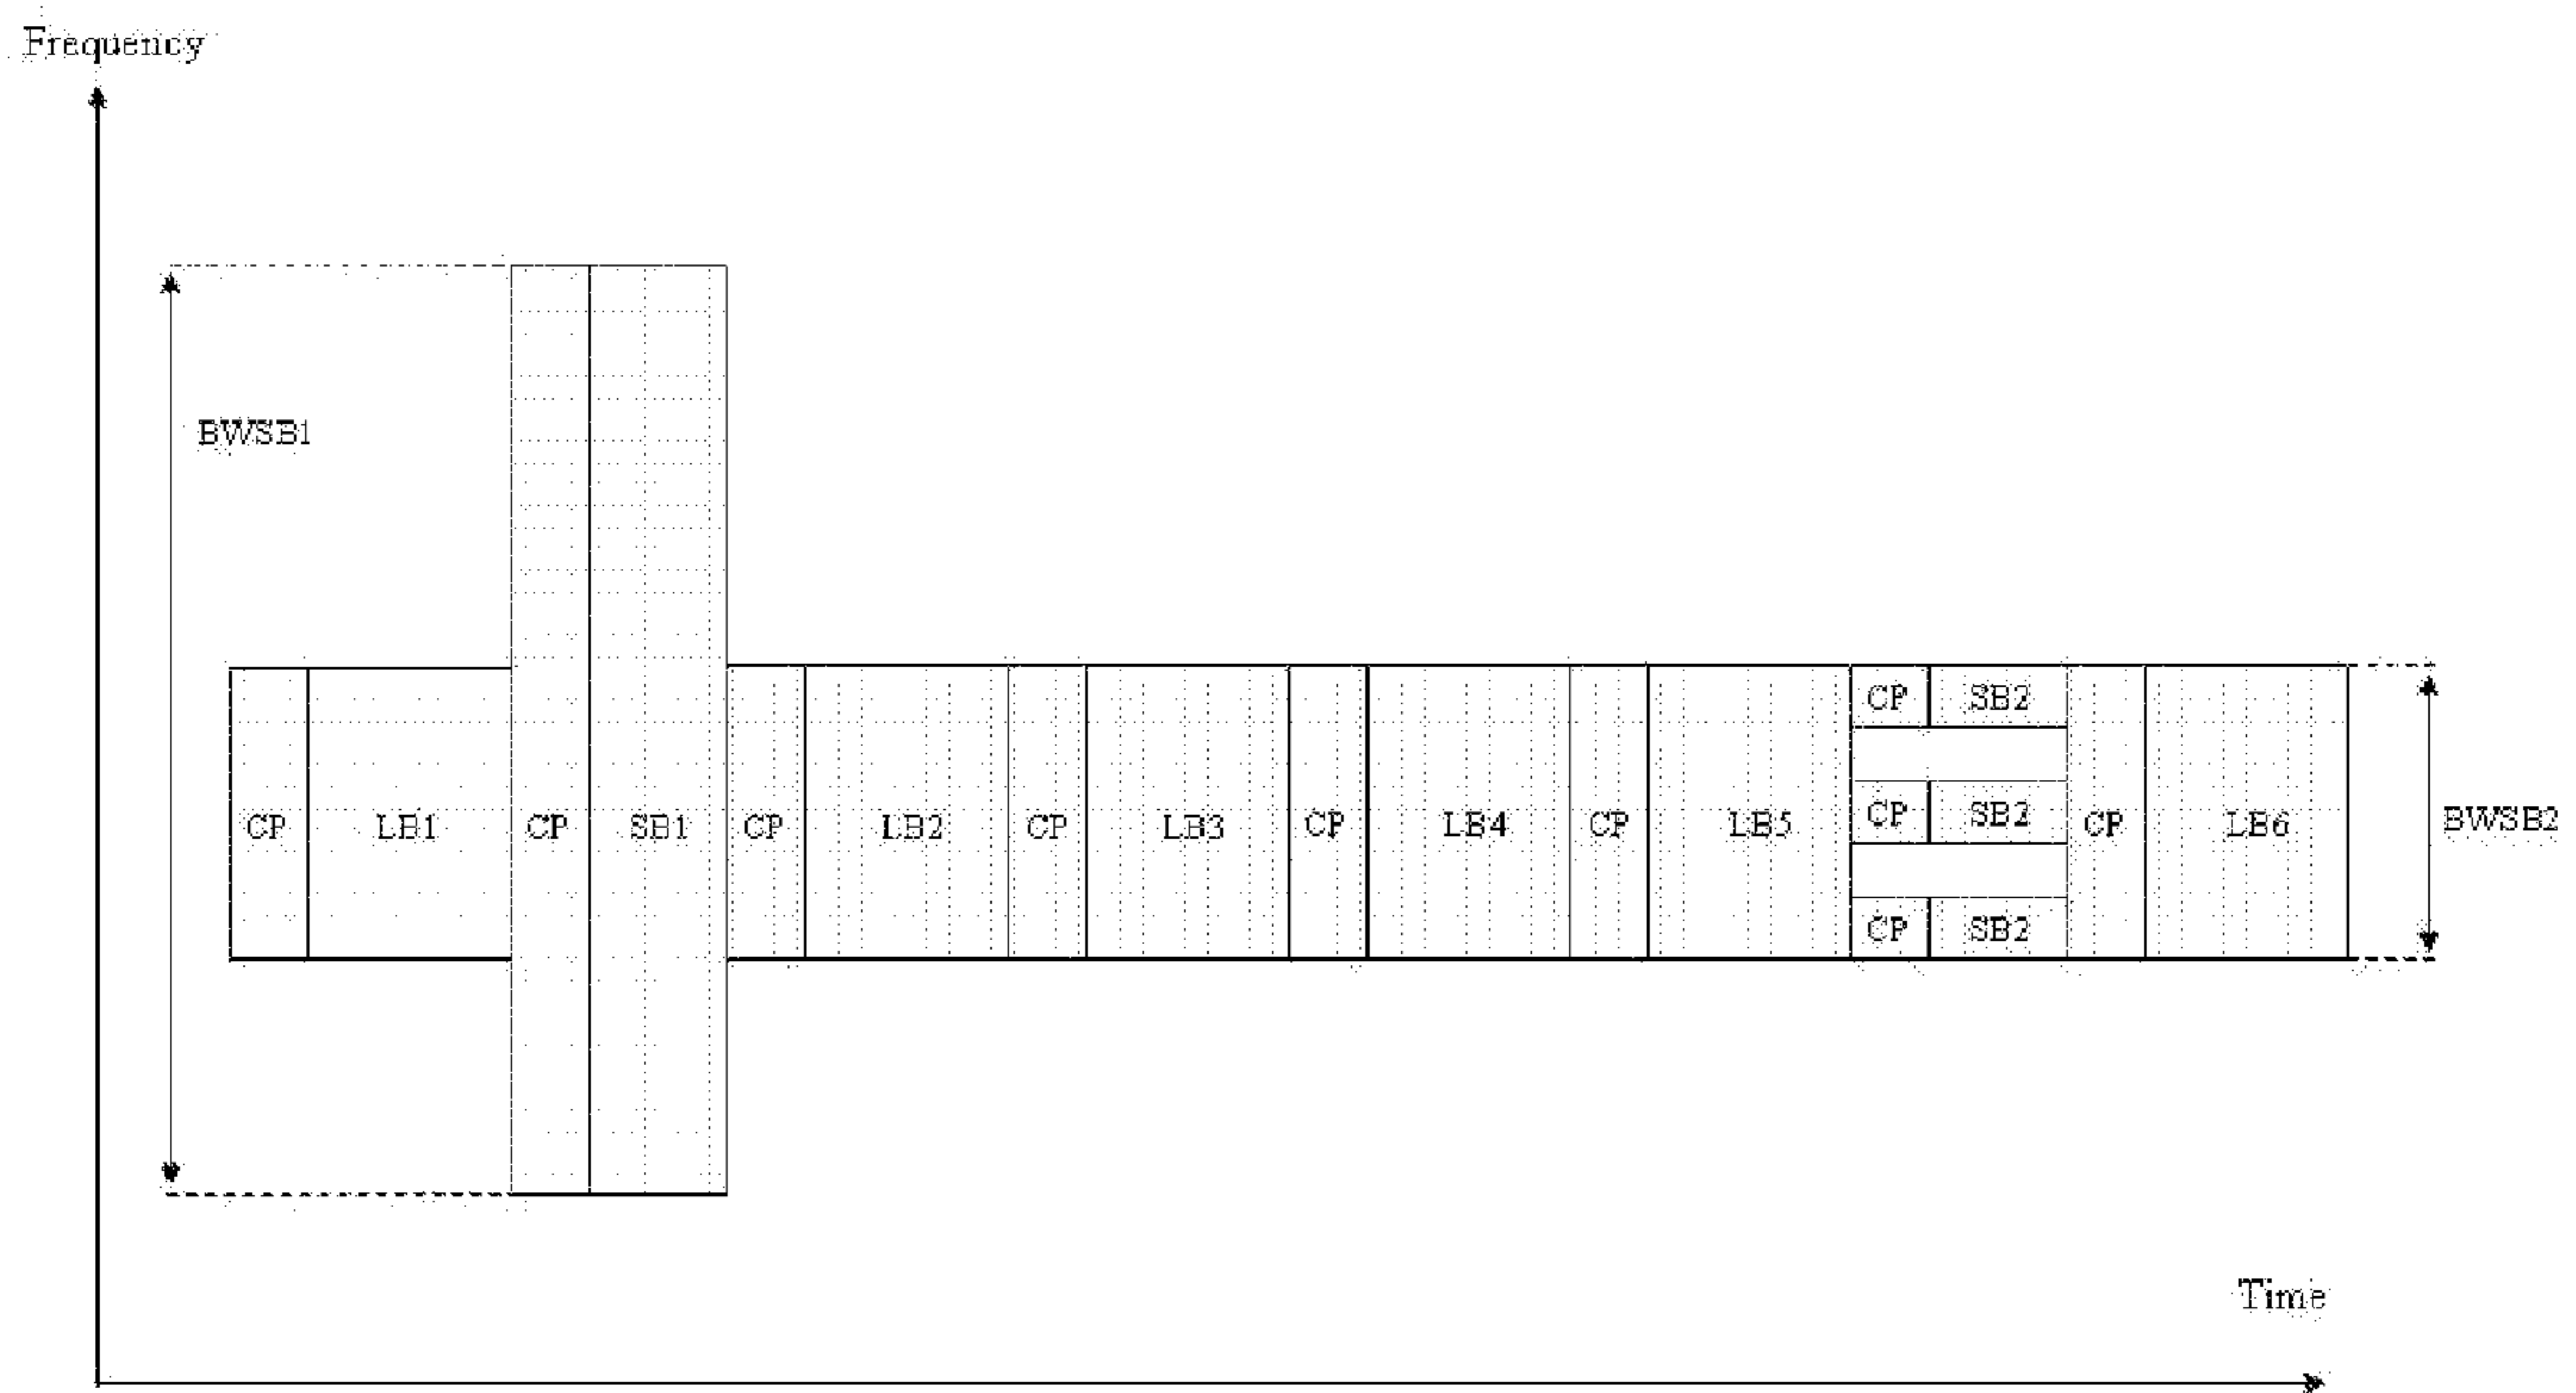 Frequency
BWSB1
CP SB2
CP LB1 CP SB1 CP LB2 CP LB3 CP LB4 CP LB5 CP SB2 CP LB6 BWSB2
CP SB2
Time